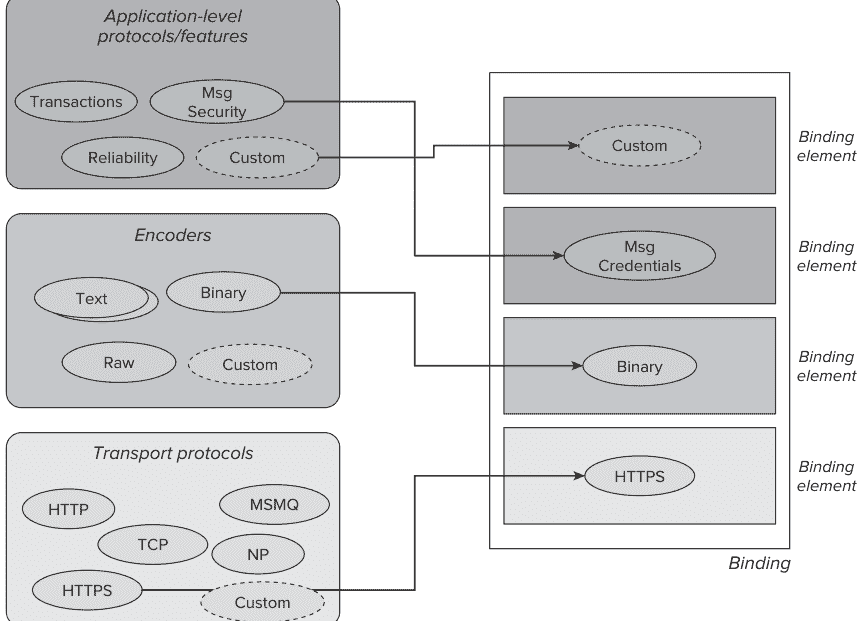 Application-level
protocols/features
Transactions
Msg
Security
Reliability
Custom
Encoders
Text
Binary
Raw
Custom
Transport protocols
HTTP
MSMQ
TCP
NP
HTTPS
Custom
Custom
Binding
element
Msg
Credentials
Binding
element
Binary
Binding
element
HTTPS
Binding
element
Binding